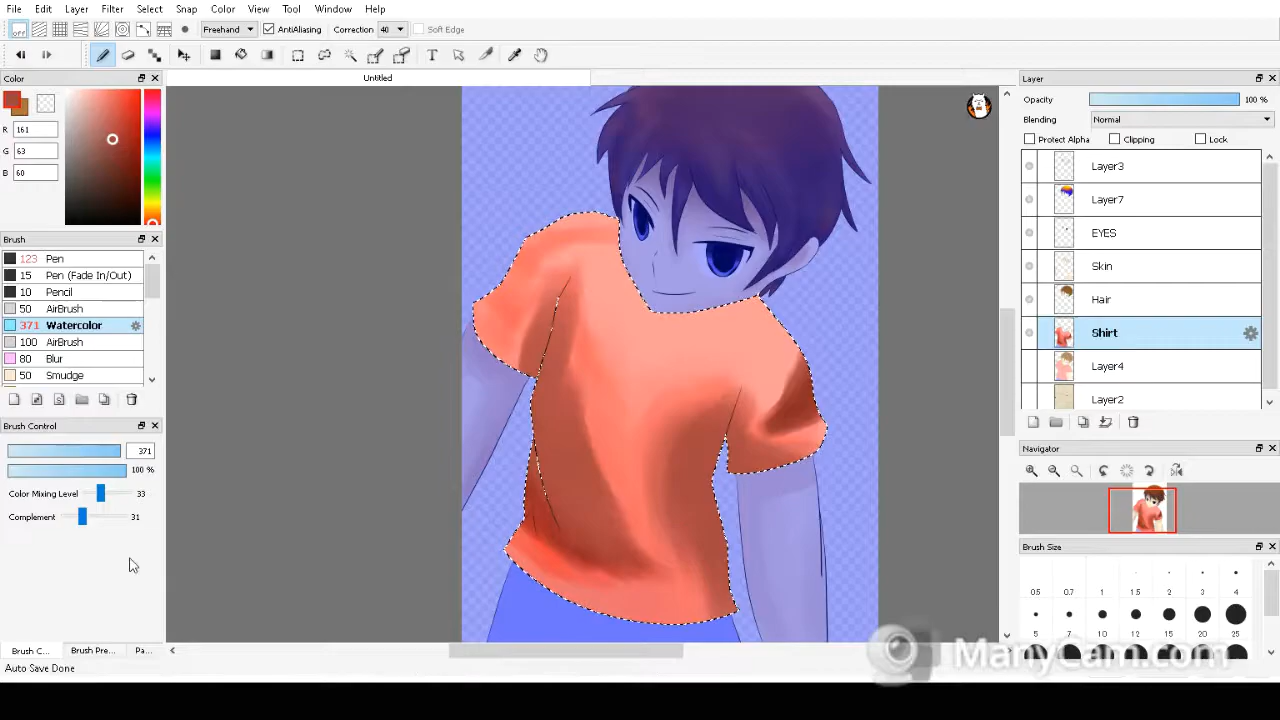 File Edit Layer Filter Select Snap Color View Tool Window Help
off Freehand AntiAliasing Correction 40 Soft Edge
T
Color Untitled Layer
Opacity 100 %
Blending Normal
R 161
Protect Alpha Clipping Lock
G 63
B 60
Layer3
Layer7
EYES
Skin
Hair
Shirt
Layer4
Layer2
Brush
123 Pen
15 Pen (Fade In/Out)
10 Pencil
50 AirBrush
371 Watercolor
100 AirBrush
80 Blur
50 Smudge
Brush Control
371
100 %
Color Mixing Level 33
Complement 31
Navigator
Brush Size
0.5 0.7 1 1.5 2 3 4
5 7 10 12 15 20 25
Brush C... Brush Pre... Pa...
Auto Save Done
ManyCam.com